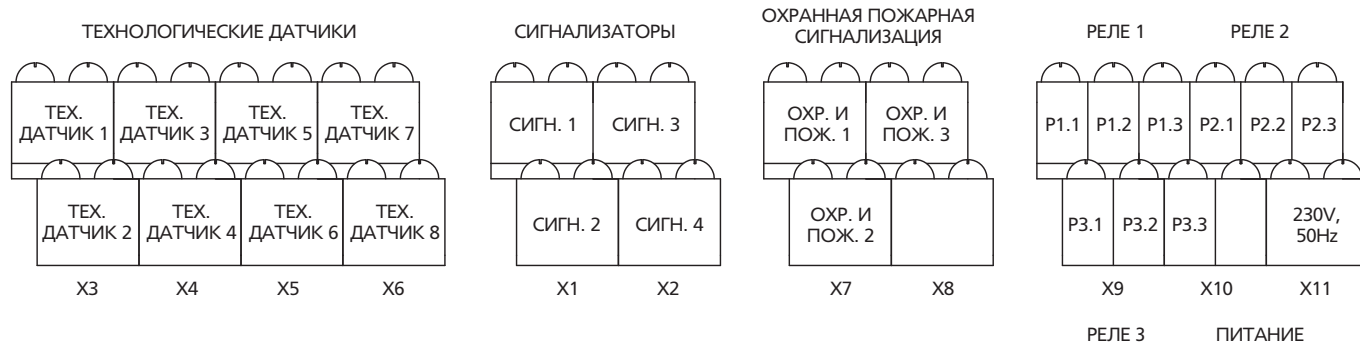 ТЕХНОЛОГИЧЕСКИЕ ДАТЧИКИ
ТЕХ.
ДАТЧИК 1
ТЕХ.
ДАТЧИК 3
ТЕХ.
ДАТЧИК 5
ТЕХ.
ДАТЧИК 7
ТЕХ.
ДАТЧИК 2
ТЕХ.
ДАТЧИК 4
ТЕХ.
ДАТЧИК 6
ТЕХ.
ДАТЧИК 8
X3 X4 X5 X6
СИГНАЛИЗАТОРЫ
СИГН. 1
СИГН. 3
СИГН. 2
СИГН. 4
X1 X2
ОХРАННАЯ ПОЖАРНАЯ
СИГНАЛИЗАЦИЯ
ОХР. И
ПОЖ. 1
ОХР. И
ПОЖ. 3
ОХР. И
ПОЖ. 2
X7 X8
РЕЛЕ 1 РЕЛЕ 2
P1.1 P1.2 P1.3 P2.1 P2.2 P2.3
P3.1 P3.2 P3.3
230V,
50Hz
X9 X10 X11
РЕЛЕ 3 ПИТАНИЕ